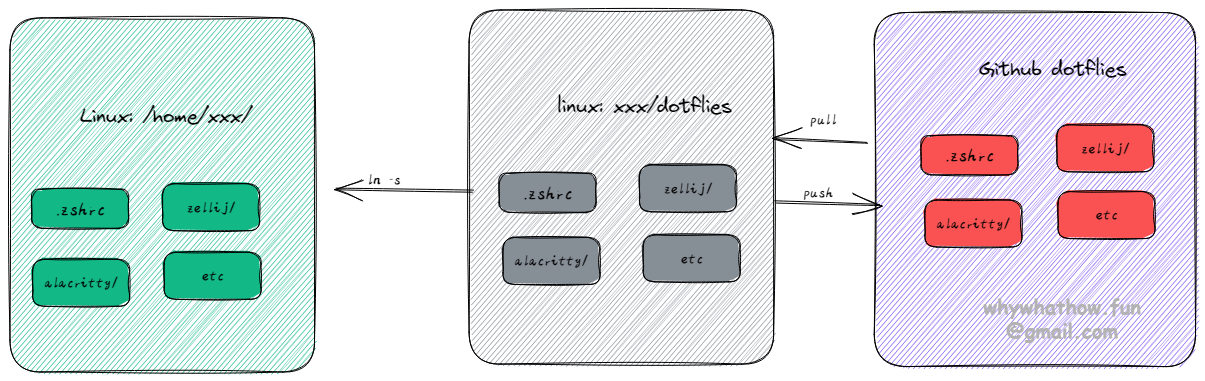 Linux: /home/xxx/
.zshrc
zellij/
alacritty/
etc
ln -s
linux: xxx/dotflies
.zshrc
zellij/
alacritty/
etc
pull
push
Github dotflies
.zshrc
zellij/
alacritty/
etc
whywhathow.fun
@gmail.com